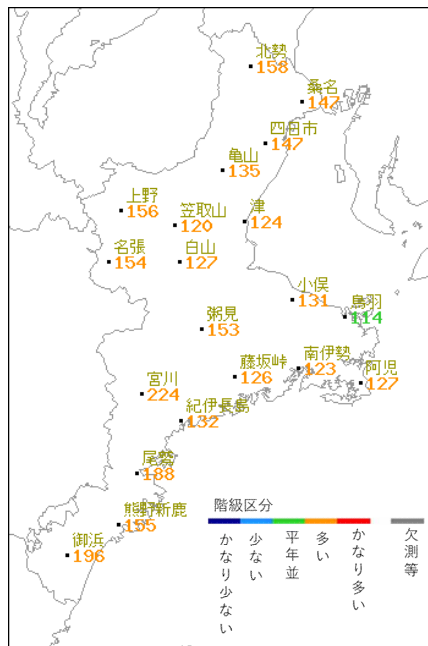 北勢
158
桑名
147
四日市
147
亀山
135
上野
156
笠取山
120
津
124
名張
154
白山
127
小俣
131
鳥羽
114
粥見
153
藤坂峠
126
南伊勢
123
阿児
127
宮川
224
紀伊長島
132
尾鷲
188
熊野新鹿
195
御浜
196
階級区分
かなり少ない
少ない
平年並
多い
かなり多い
欠測等